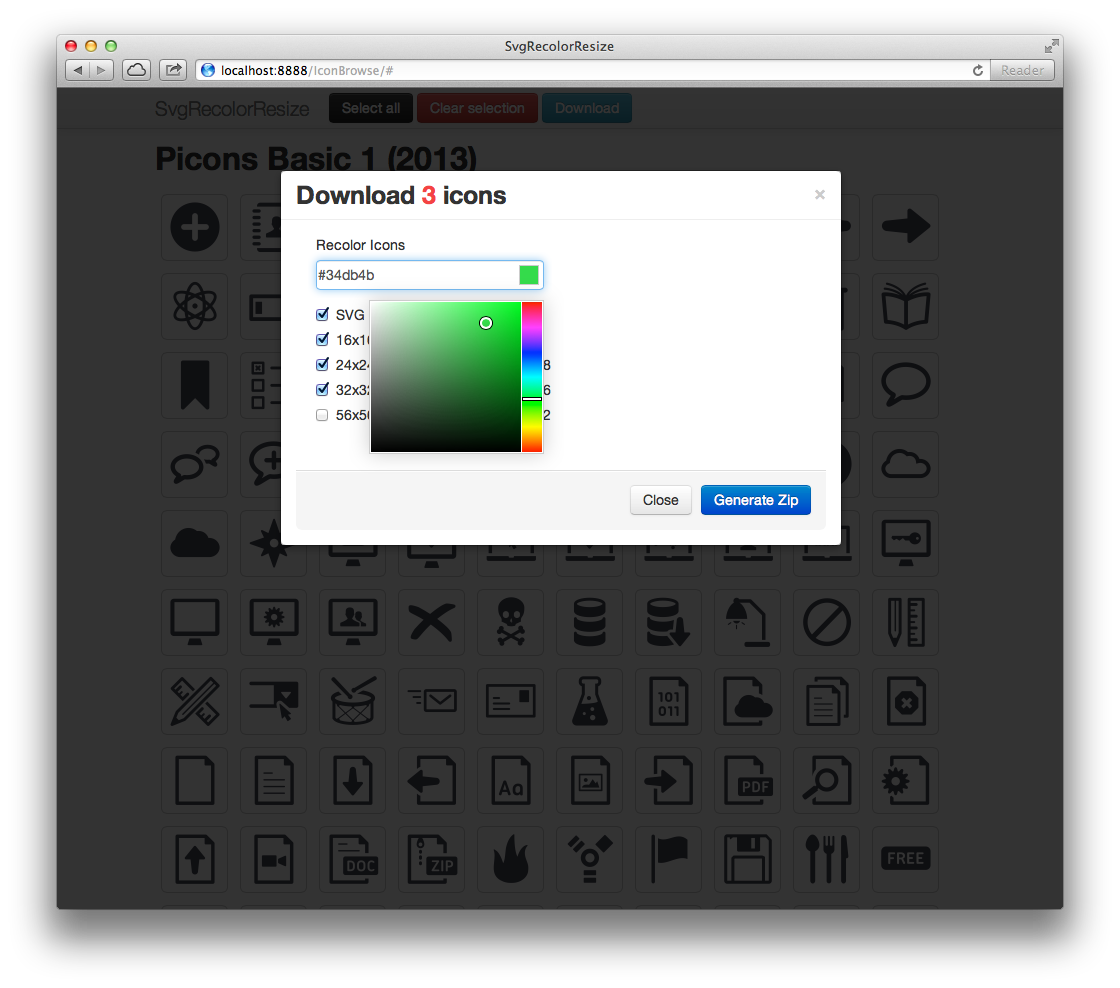 SvgRecolorResize
localhost:8888/IconBrowse/#
Reader
SvgRecolorResize
Select all
Clear selection
Download
Picons Basic 1 (2013)
Download 3 icons
×
Recolor Icons
#34db4b
SVG
16x1
24x24
8
32x32
6
56x56
2
Close
Generate Zip
101
011
Aa
PDF
DOC
ZIP
FREE